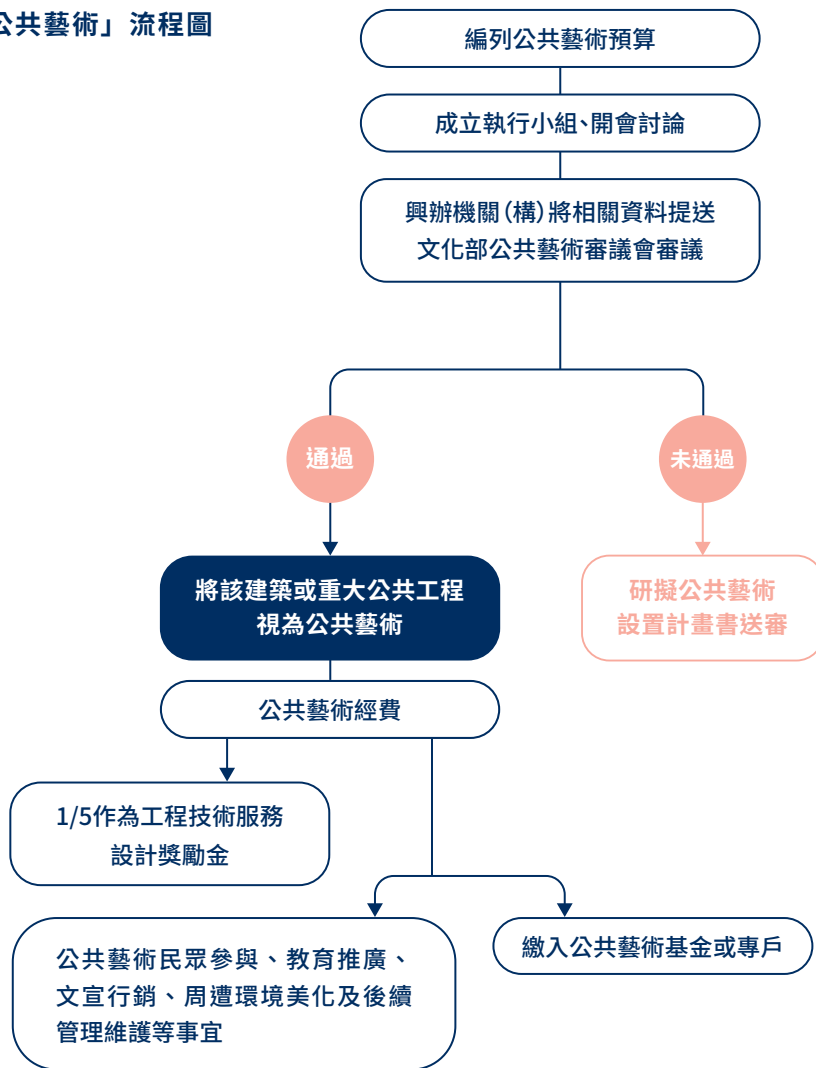 公共藝術」流程圖
編列公共藝術預算
成立執行小組、開會討論
興辦機關(構)將相關資料提送
文化部公共藝術審議會審議
通過
未通過
將該建築或重大公共工程
視為公共藝術
研擬公共藝術
設置計畫書送審
公共藝術經費
1/5作為工程技術服務
設計獎勵金
公共藝術民眾參與、教育推廣、
文宣行銷、周遭環境美化及後續
管理維護等事宜
繳入公共藝術基金或專戶